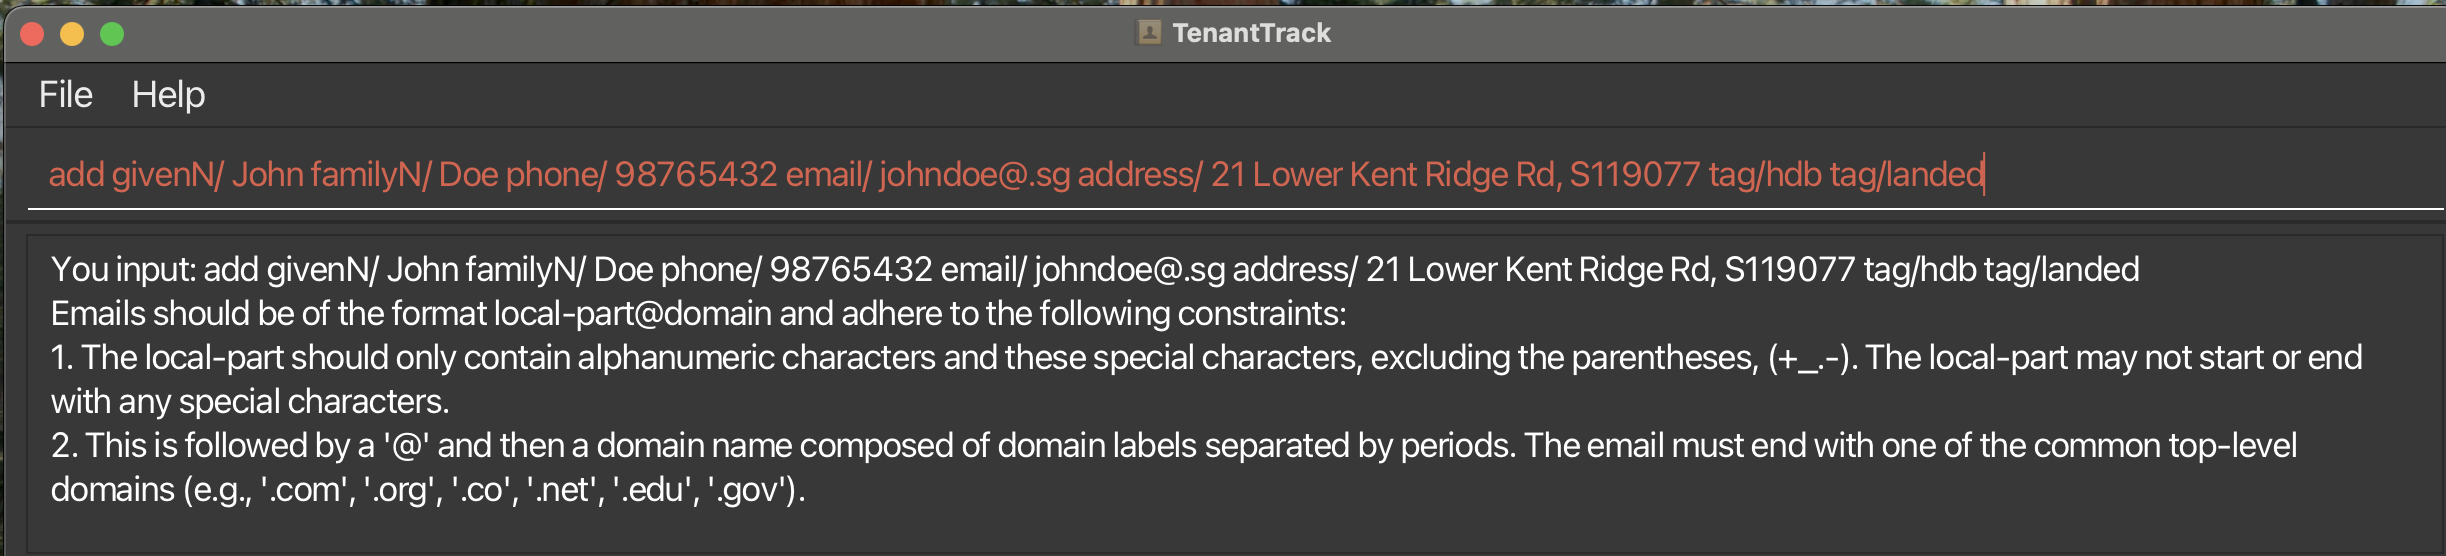 TenantTrack
File Help
add givenN/ John familyN/ Doe phone/ 98765432 email/ johndoe@.sg address/ 21 Lower Kent Ridge Rd, S119077 tag/hdb tag/landed
You input: add givenN/ John familyN/ Doe phone/ 98765432 email/ johndoe@.sg address/ 21 Lower Kent Ridge Rd, S119077 tag/hdb tag/landed
Emails should be of the format local-part@domain and adhere to the following constraints:
1. The local-part should only contain alphanumeric characters and these special characters, excluding the parentheses, (+_.-). The local-part may not start or end
with any special characters.
2. This is followed by a '@' and then a domain name composed of domain labels separated by periods. The email must end with one of the common top-level
domains (e.g., '.com', '.org', '.co', '.net', '.edu', '.gov').